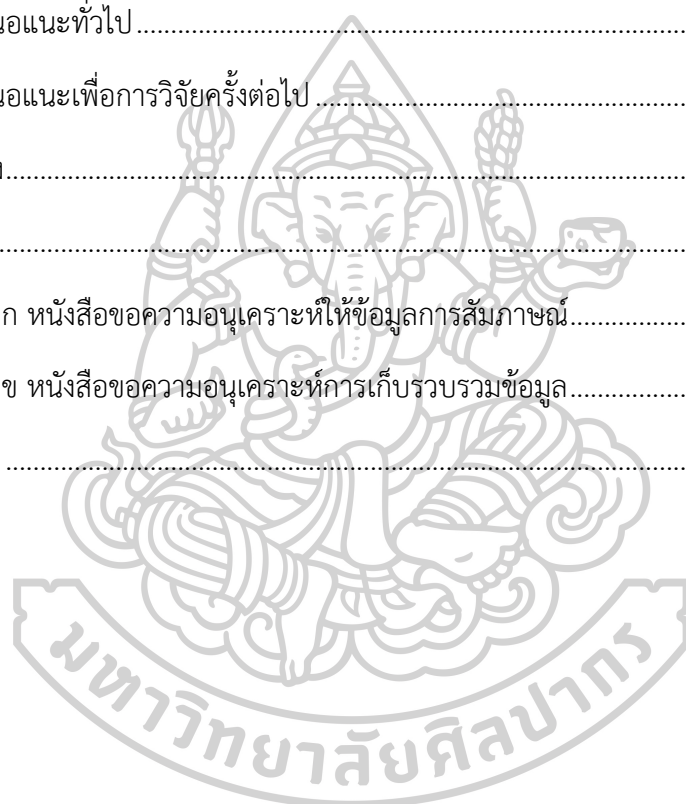 นอแนะทั่วไป........................................................................................
นอแนะเพื่อการวิจัยครั้งต่อไป............................................................
ง.....................................................................................................
.......................................................................................................
ก หนังสือขอความอนุเคราะห์ให้ข้อมูลการสัมภาษณ์.................
ข หนังสือขอความอนุเคราะห์การเก็บรวบรวมข้อมูล.................
.......................................................................................................
มหาวิทยาลัยศิลปากร